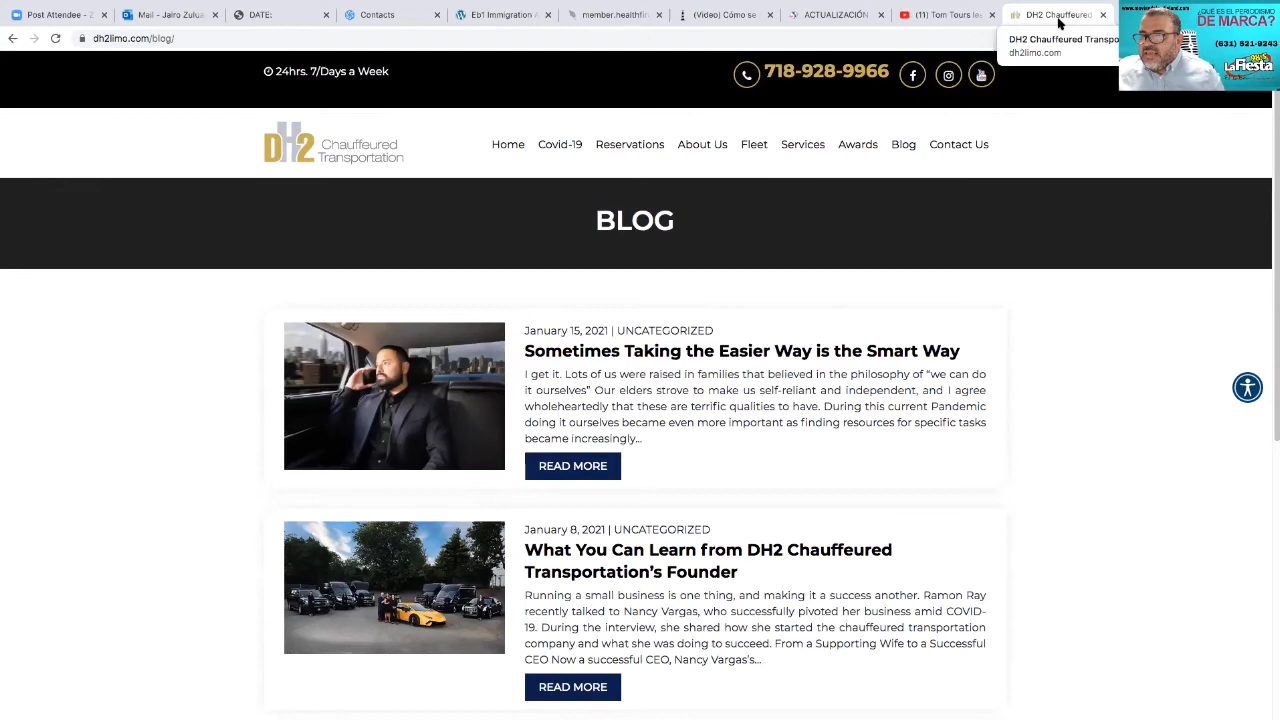 Post Attendee - Z
Mail - Jairo Zulua
DATE:
Contacts
Eb1 Immigration A
member.healthfir
(Video) Cómo se
ACTUALIZACIÓN
(11) Tom Tours le
DH2 Chauffeured
dh2limo.com/blog/
DH2 Chauffeured Transpo
dh2limo.com
¿QUÉ ES EL PERIODISMO
DE MARCA?
(631) 521-9243
LaFiesta
24hrs. 7/Days a Week
718-928-9966
DH2 Chauffeured
Transportation
Home Covid-19 Reservations About Us Fleet Services Awards Blog Contact Us
BLOG
January 15, 2021 | UNCATEGORIZED
Sometimes Taking the Easier Way is the Smart Way
I get it. Lots of us were raised in families that believed in the philosophy of “we can do
it ourselves” Our elders strove to make us self-reliant and independent, and I agree
wholeheartedly that these are terrific qualities to have. During this current Pandemic
doing it ourselves became even more important as finding resources for specific tasks
became increasingly...
READ MORE
January 8, 2021 | UNCATEGORIZED
What You Can Learn from DH2 Chauffeured
Transportation’s Founder
Running a small business is one thing, and making it a success another. Ramon Ray
recently talked to Nancy Vargas, who successfully pivoted her business amid COVID-
19. During the interview, she shared how she started the chauffeured transportation
company and what she was doing to succeed. From a Supporting Wife to a Successful
CEO Now a successful CEO, Nancy Vargas’s...
READ MORE